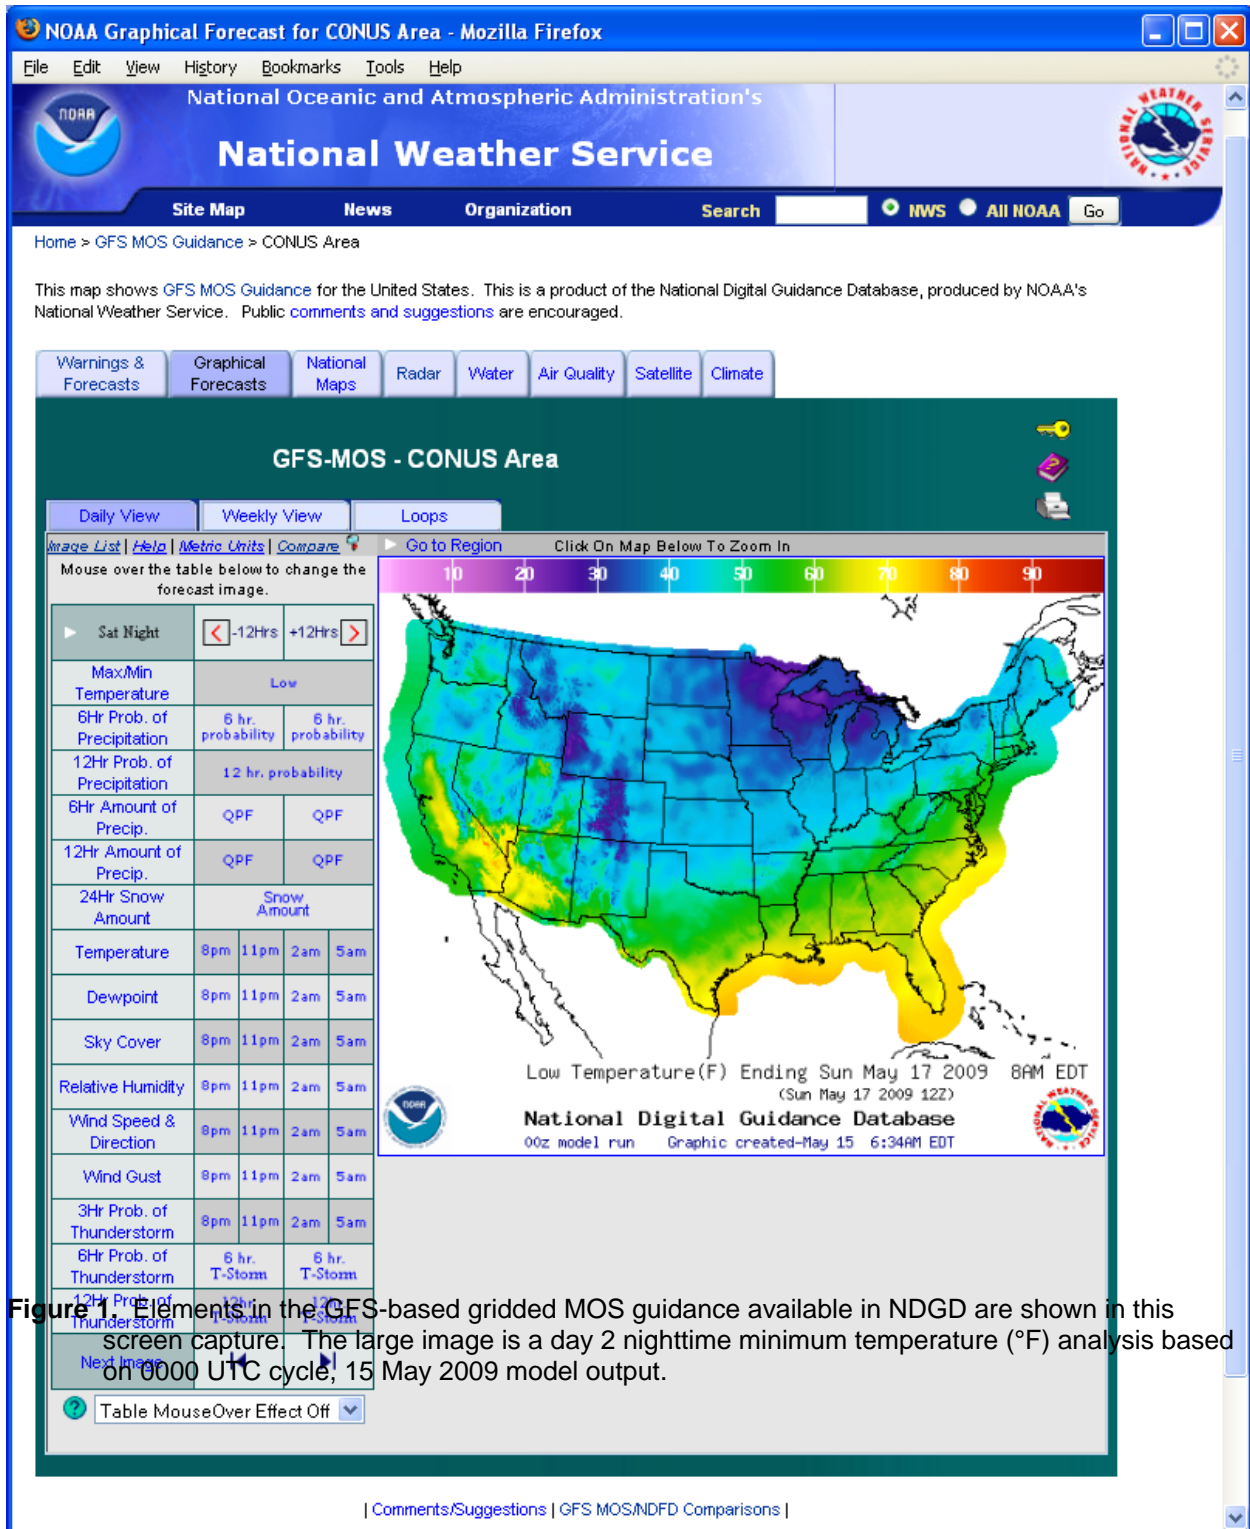 NOAA Graphical Forecast for CONUS Area - Mozilla Firefox
File Edit View History Bookmarks Tools Help
National Oceanic and Atmospheric Administration's
NOAA
National Weather Service
NATIONAL WEATHER SERVICE
Site Map News Organization Search NWS All NOAA Go
Home > GFS MOS Guidance > CONUS Area
This map shows GFS MOS Guidance for the United States. This is a product of the National Digital Guidance Database, produced by NOAA's
National Weather Service. Public comments and suggestions are encouraged.
Warnings & Forecasts
Graphical Forecasts
National Maps
Radar
Water
Air Quality
Satellite
Climate
GFS-MOS - CONUS Area
Daily View Weekly View Loops
Image List | Help | Metric Units | Compare
Go to Region Click On Map Below To Zoom In
Mouse over the table below to change the
forecast image.
10 20 30 40 50 60 70 80 90
Sat Night -12Hrs +12Hrs
Max/Min
Temperature
Low
6Hr Prob. of
Precipitation
6 hr. probability
6 hr. probability
12Hr Prob. of
Precipitation
12 hr. probability
6Hr Amount of
Precip.
QPF QPF
12Hr Amount of
Precip.
QPF QPF
24Hr Snow
Amount
Snow
Amount
Temperature 8pm 11pm 2am 5am
Dewpoint 8pm 11pm 2am 5am
Sky Cover 8pm 11pm 2am 5am
Relative Humidity 8pm 11pm 2am 5am
Wind Speed &
Direction
8pm 11pm 2am 5am
Wind Gust 8pm 11pm 2am 5am
3Hr Prob. of
Thunderstorm
8pm 11pm 2am 5am
6Hr Prob. of
Thunderstorm
6 hr. T-Storm
6 hr. T-Storm
12Hr Prob. of
Thunderstorm
12hr. T-Storm
12hr. T-Storm
Next Image
Low Temperature(F) Ending Sun May 17 2009 8AM EDT
(Sun May 17 2009 12Z)
National Digital Guidance Database
00z model run Graphic created-May 15 6:34AM EDT
NOAA
Figure 1. Elements in the GFS-based gridded MOS guidance available in NDGD are shown in this
screen capture. The large image is a day 2 nighttime minimum temperature (°F) analysis based
on 0000 UTC cycle, 15 May 2009 model output.
Table MouseOver Effect Off
| Comments/Suggestions | GFS MOS/NDFD Comparisons |